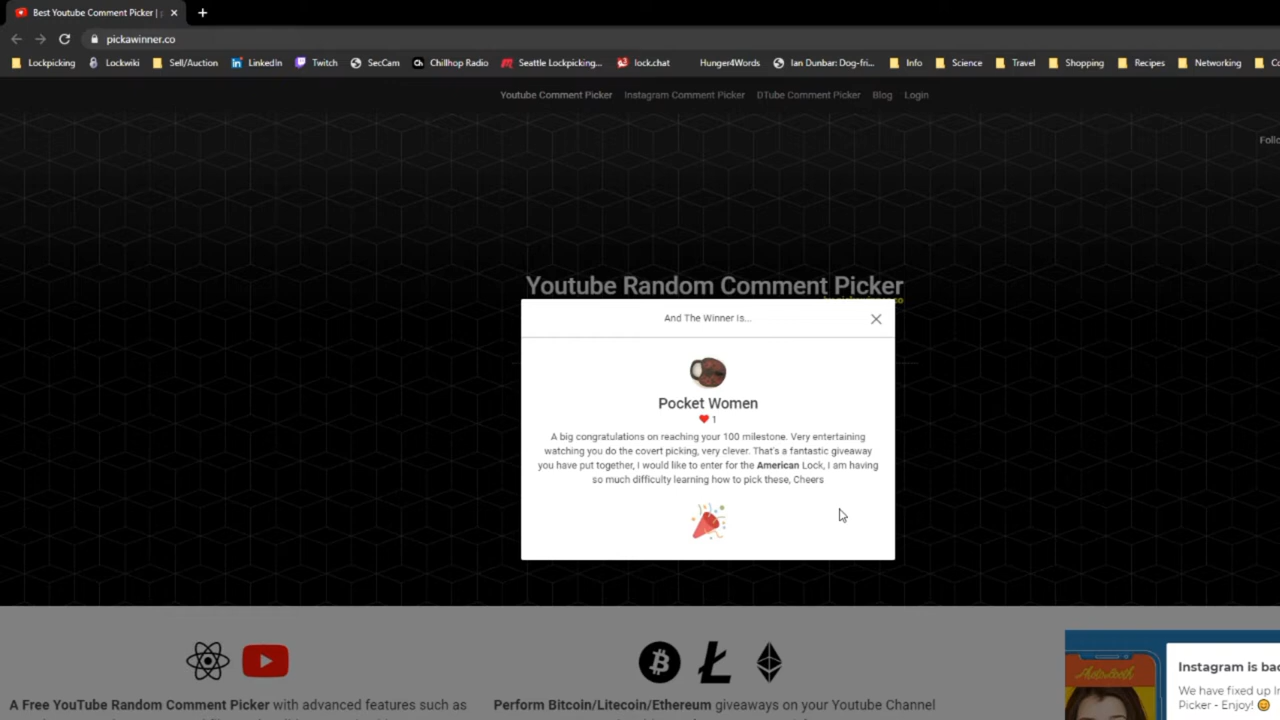 Best Youtube Comment Picker |
pickawinner.co
Lockpicking Lockwiki Sell/Auction LinkedIn Twitch SecCam Chillhop Radio Seattle Lockpicking... lock.chat Hunger4Words Ian Dunbar: Dog-fri... Info Science Travel Shopping Recipes Networking
Youtube Comment Picker Instagram Comment Picker DTube Comment Picker Blog Login
Youtube Random Comment Picker
And The Winner Is...
Pocket Women
1
A big congratulations on reaching your 100 milestone. Very entertaining
watching you do the covert picking, very clever. That's a fantastic giveaway
you have put together, I would like to enter for the American Lock, I am having
so much difficulty learning how to pick these, Cheers
A Free YouTube Random Comment Picker with advanced features such as
Perform Bitcoin/Litecoin/Ethereum giveaways on your Youtube Channel
Instagram is
We have fixed up
Picker - Enjoy!